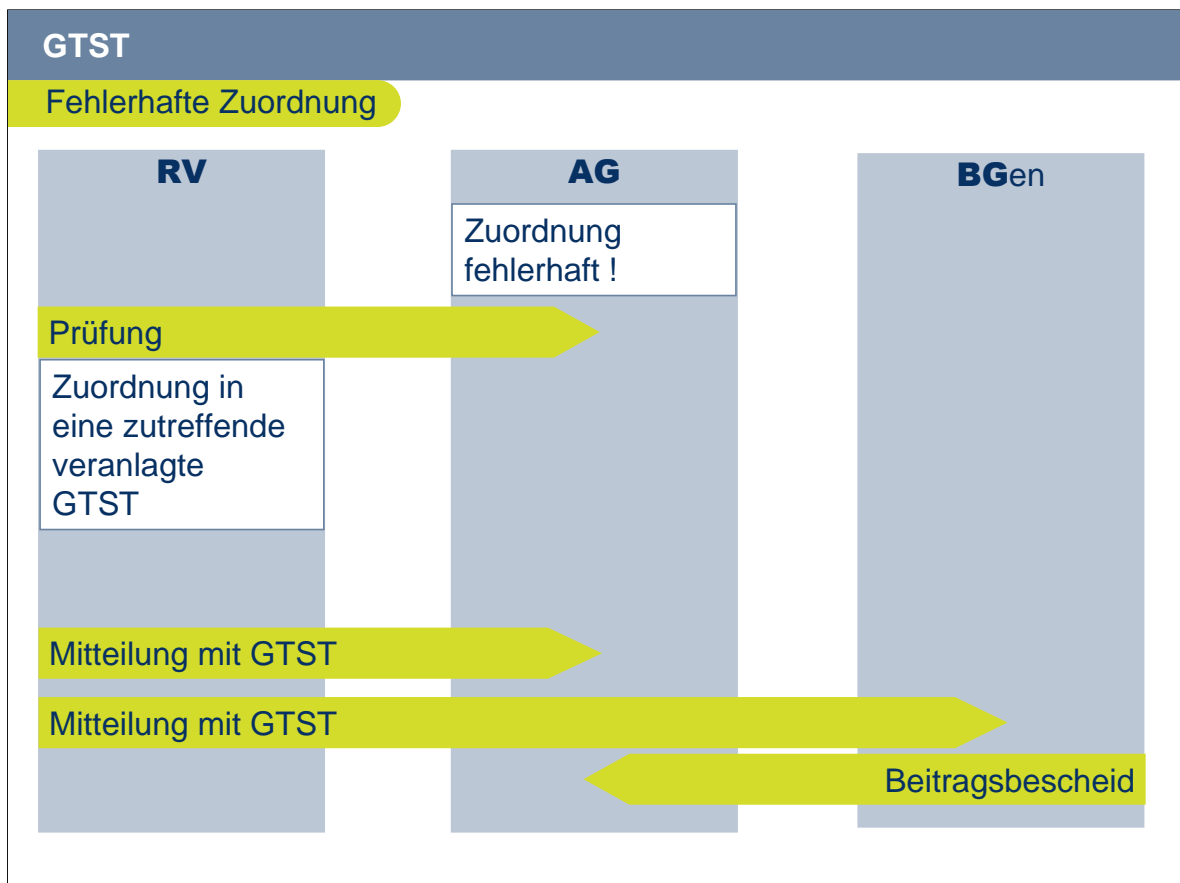 GTST
Fehlerhafte Zuordnung
RV
AG
BGen
Zuordnung
fehlerhaft !
Prüfung
Zuordnung in
eine zutreffende
veranlagte
GTST
Mitteilung mit GTST
Mitteilung mit GTST
Beitragsbescheid